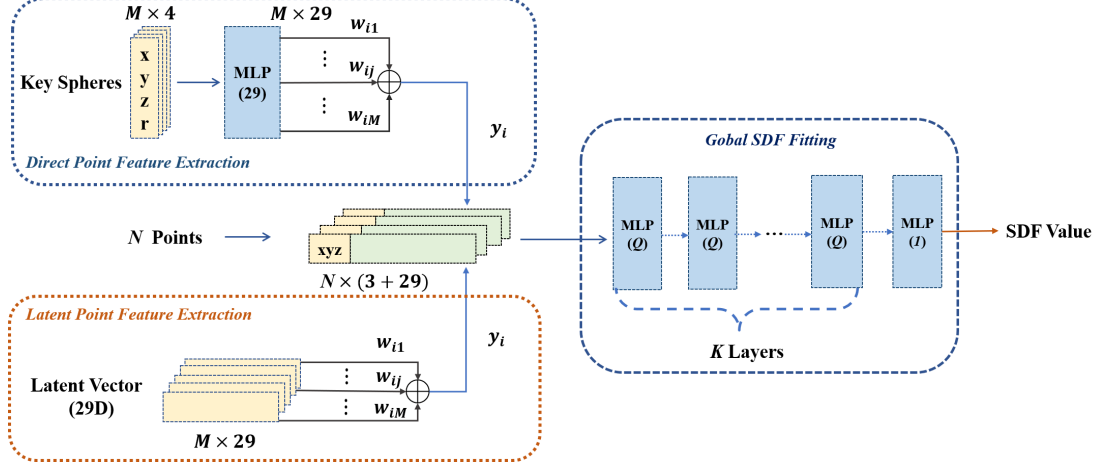 M × 4
M × 29
Key Spheres
x
y
z
r
MLP
(29)
w_{i1}
⋮
w_{ij}
⋮
w_{iM}
y_i
Direct Point Feature Extraction
N Points
xyz
N × (3 + 29)
Latent Point Feature Extraction
Latent Vector
(29D)
w_{i1}
⋮
w_{ij}
⋮
w_{iM}
y_i
M × 29
Gobal SDF Fitting
MLP
(Q)
MLP
(Q)
...
MLP
(Q)
MLP
(1)
SDF Value
K Layers